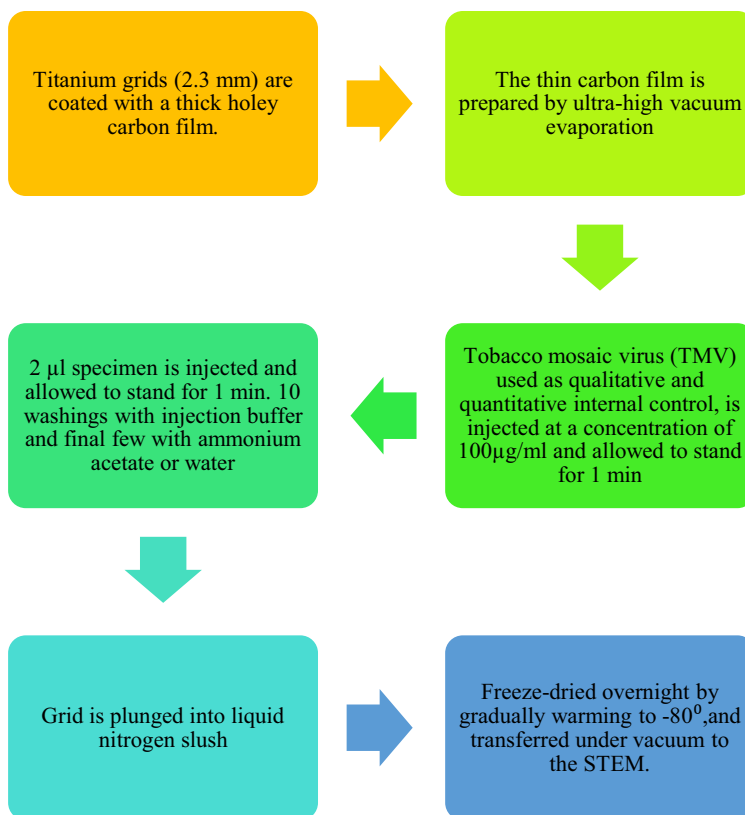 Titanium grids (2.3 mm) are
coated with a thick holey
carbon film.
The thin carbon film is
prepared by ultra-high vacuum
evaporation
Tobacco mosaic virus (TMV)
used as qualitative and
quantitative internal control, is
injected at a concentration of
100µg/ml and allowed to stand
for 1 min
2 µl specimen is injected and
allowed to stand for 1 min. 10
washings with injection buffer
and final few with ammonium
acetate or water
Grid is plunged into liquid
nitrogen slush
Freeze-dried overnight by
gradually warming to -80⁰,and
transferred under vacuum to
the STEM.